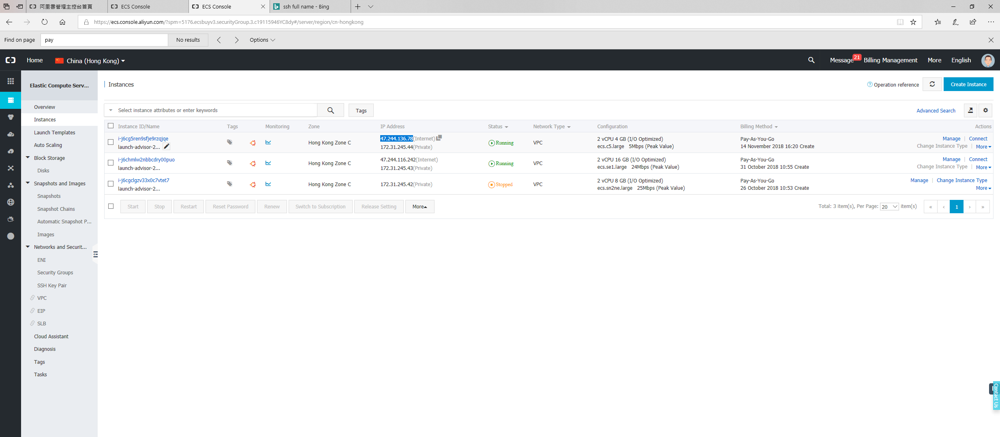 阿里雲管理主控台首頁
ECS Console
ECS Console
ssh full name - Bing
https://ecs.console.aliyun.com/?spm=5176.ecsbuyv3.securityGroup.3.c19115946YC8dy#/server/region/cn-hongkong
Find on page
pay
No results
Options
Home
China (Hong Kong)
Message
21
Billing Management
More
English
Elastic Compute Serv...
Overview
Instances
Launch Templates
Auto Scaling
Block Storage
Disks
Snapshots and Images
Snapshots
Snapshot Chains
Automatic Snapshot P...
Images
Networks and Securit...
ENI
Security Groups
SSH Key Pair
VPC
EIP
SLB
Cloud Assistant
Diagnosis
Tags
Tasks
Instances
Operation reference
Create Instance
Select instance attributes or enter keywords
Tags
Advanced Search
Instance ID/Name
Tags
Monitoring
Zone
IP Address
Status
Network Type
Configuration
Billing Method
Actions
i-j6cg5ren9sfje9rzqjqe
launch-advisor-2...
Hong Kong Zone C
47.244.136.78(Internet)
172.31.245.44(Private)
Running
VPC
2 vCPU 4 GB (I/O Optimized)
ecs.c5.large 5Mbps (Peak Value)
Pay-As-You-Go
14 November 2018 16:20 Create
Manage | Connect
Change Instance Type | More
i-j6chmlw2nbbcdry00puo
launch-advisor-2...
Hong Kong Zone C
47.244.116.242(Internet)
172.31.245.43(Private)
Running
VPC
2 vCPU 16 GB (I/O Optimized)
ecs.se1.large 24Mbps (Peak Value)
Pay-As-You-Go
31 October 2018 10:55 Create
Manage | Connect
Change Instance Type | More
i-j6cgclgzv33x0c7vtet7
launch-advisor-2...
Hong Kong Zone C
172.31.245.42(Private)
Stopped
VPC
2 vCPU 8 GB (I/O Optimized)
ecs.sn2ne.large 25Mbps (Peak Value)
Pay-As-You-Go
26 October 2018 10:53 Create
Manage | Change Instance Type
More
Start
Stop
Restart
Reset Password
Renew
Switch to Subscription
Release Setting
More
Total: 3 item(s), Per Page: 20 item(s)
« ‹ 1 › »
Contact Us